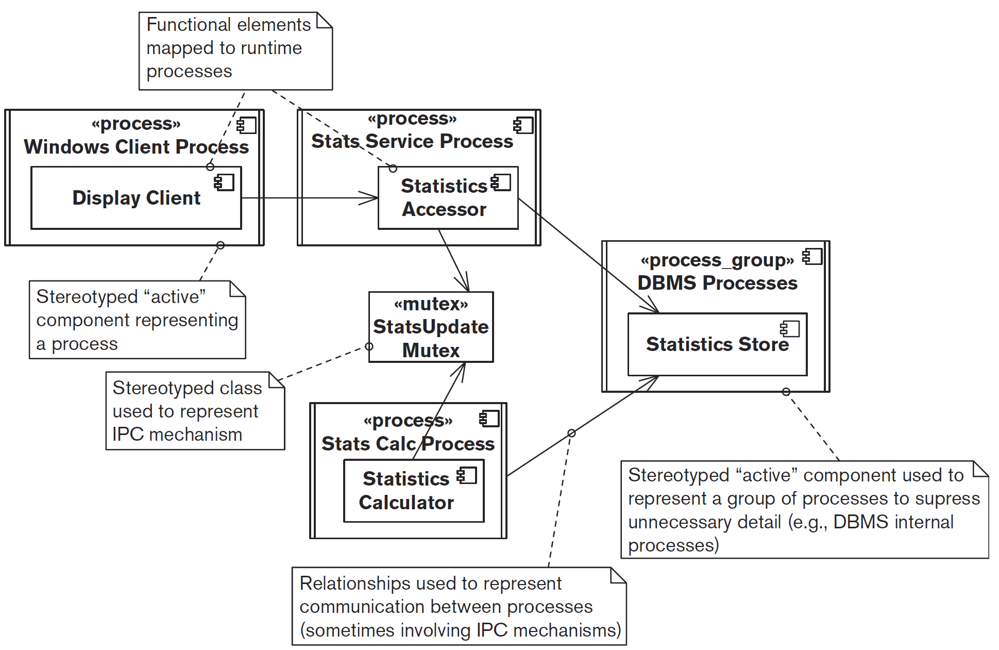 Functional elements
mapped to runtime
processes
«process»
Windows Client Process
Display Client
«process»
Stats Service Process
Statistics
Accessor
«process_group»
DBMS Processes
Statistics Store
Stereotyped “active”
component representing
a process
«mutex»
StatsUpdate
Mutex
Stereotyped class
used to represent
IPC mechanism
«process»
Stats Calc Process
Statistics
Calculator
Stereotyped “active” component used to
represent a group of processes to supress
unnecessary detail (e.g., DBMS internal
processes)
Relationships used to represent
communication between processes
(sometimes involving IPC mechanisms)